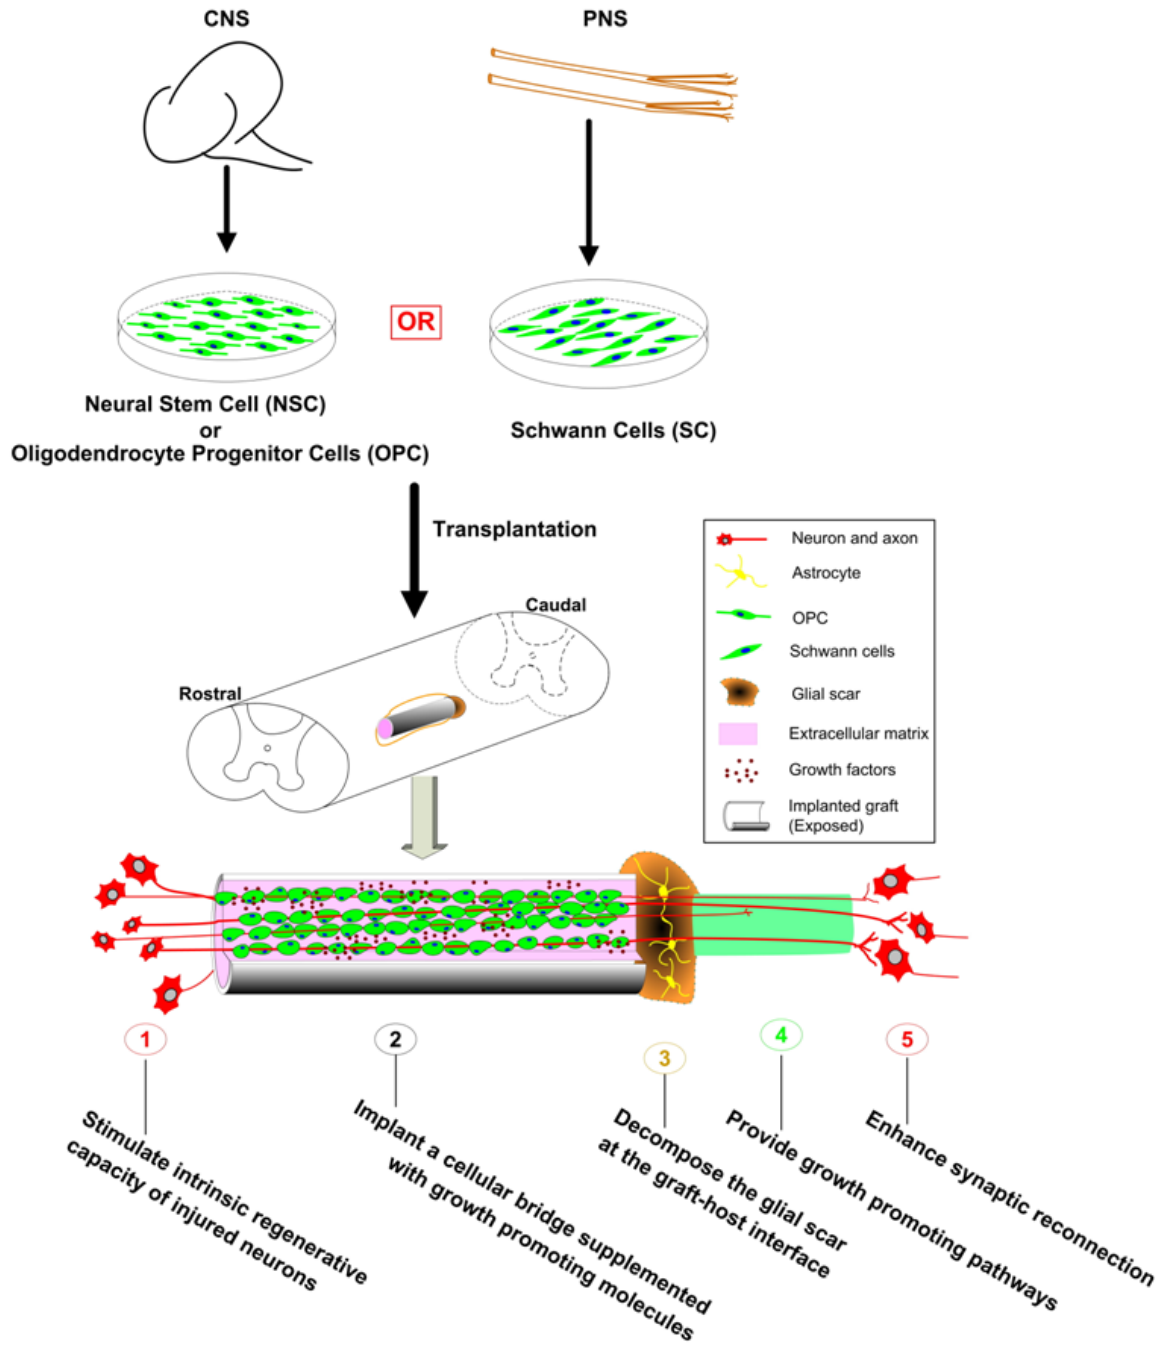 CNS
PNS
OR
Neural Stem Cell (NSC)
or
Oligodendrocyte Progenitor Cells (OPC)
Schwann Cells (SC)
Transplantation
Neuron and axon
Astrocyte
OPC
Schwann cells
Glial scar
Extracellular matrix
Growth factors
Implanted graft
(Exposed)
Caudal
Rostral
1
2
3
4
5
Stimulate intrinsic regenerative
capacity of injured neurons
Implant a cellular bridge supplemented
with growth promoting molecules
Decompose the glial scar
at the graft-host interface
Provide growth promoting pathways
Enhance synaptic reconnection